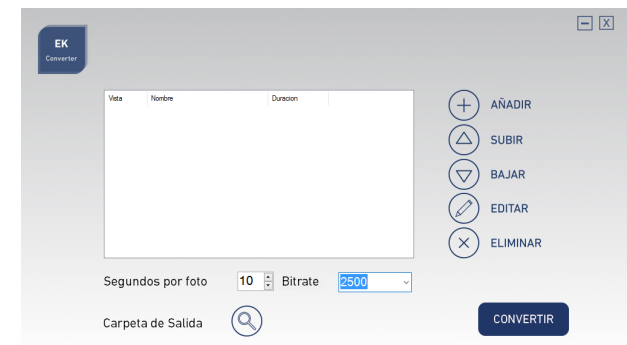 EK
Converter
X
Vista Nombre Duracion
AÑADIR
SUBIR
BAJAR
EDITAR
ELIMINAR
Segundos por foto 10 Bitrate 2500
Carpeta de Salida
CONVERTIR